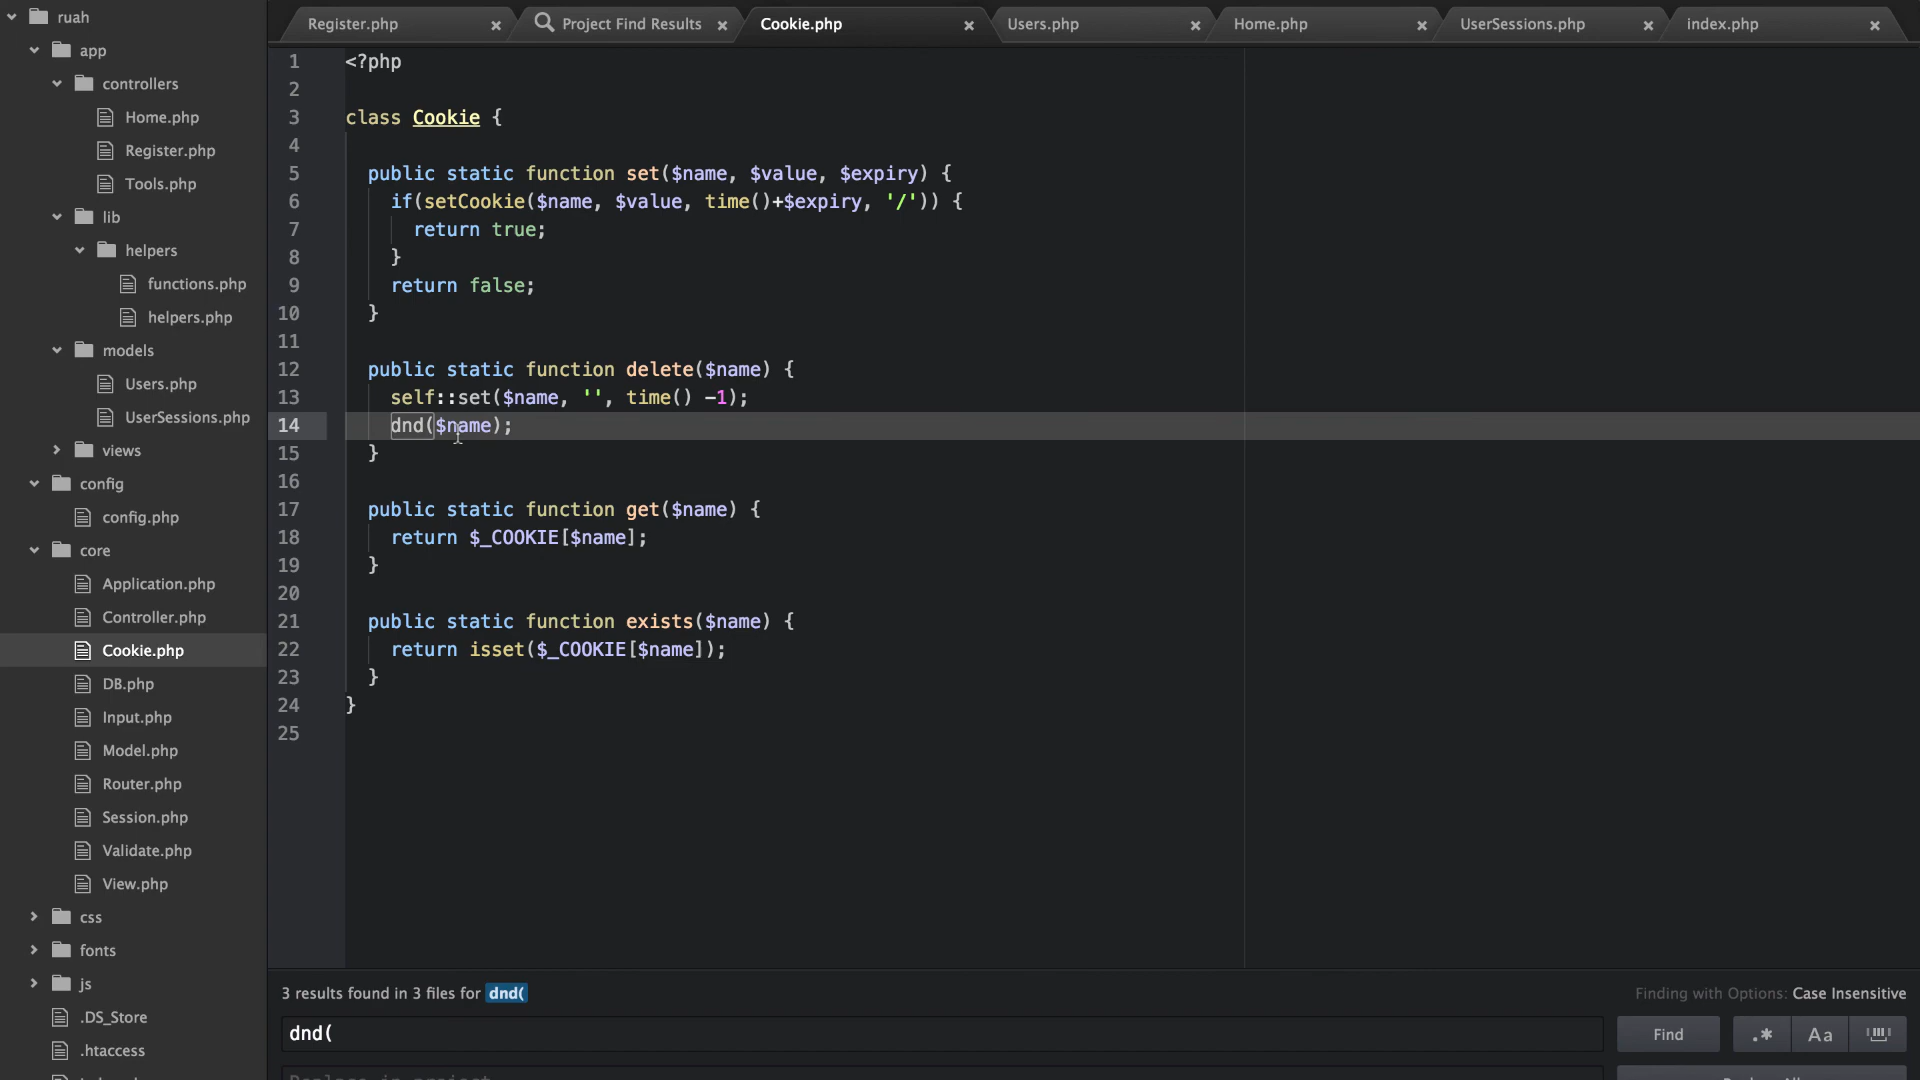 ruah
app
controllers
Home.php
Register.php
Tools.php
lib
helpers
functions.php
helpers.php
models
Users.php
UserSessions.php
views
config
config.php
core
Application.php
Controller.php
Cookie.php
DB.php
Input.php
Model.php
Router.php
Session.php
Validate.php
View.php
css
fonts
js
.DS_Store
.htaccess
Register.php × Project Find Results × Cookie.php × Users.php × Home.php × UserSessions.php × index.php ×
1 <?php
2
3 class Cookie {
4
5   public static function set($name, $value, $expiry) {
6     if(setCookie($name, $value, time()+$expiry, '/')) {
7       return true;
8     }
9     return false;
10   }
11
12   public static function delete($name) {
13     self::set($name, '', time() -1);
14     dnd($name);
15   }
16
17   public static function get($name) {
18     return $_COOKIE[$name];
19   }
20
21   public static function exists($name) {
22     return isset($_COOKIE[$name]);
23   }
24 }
25
3 results found in 3 files for dnd( Finding with Options: Case Insensitive
dnd( Find .* Aa
Replace in project